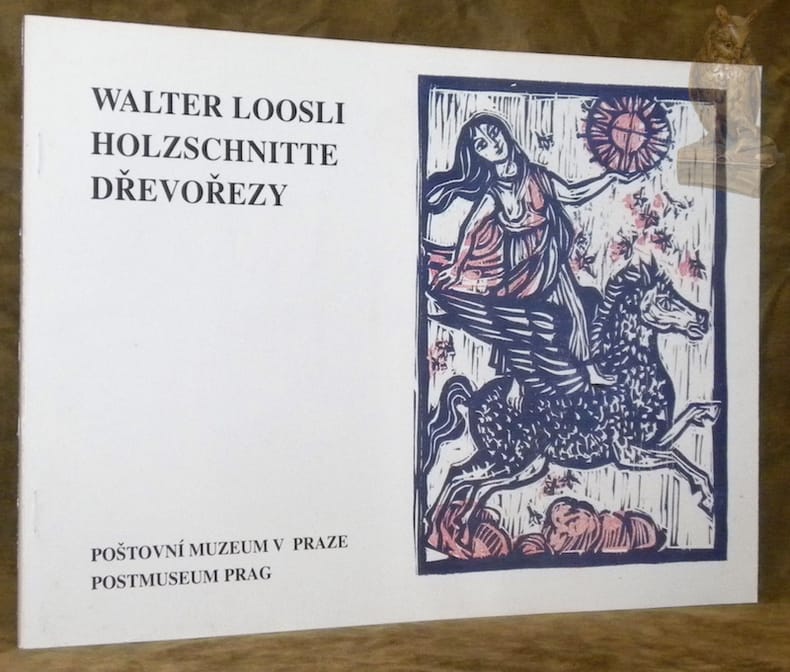 WALTER LOOSLI
HOLZSCHNITTE
DŘEVOŘEZY
POŠTOVNÍ MUZEUM V PRAZE
POSTMUSEUM PRAG